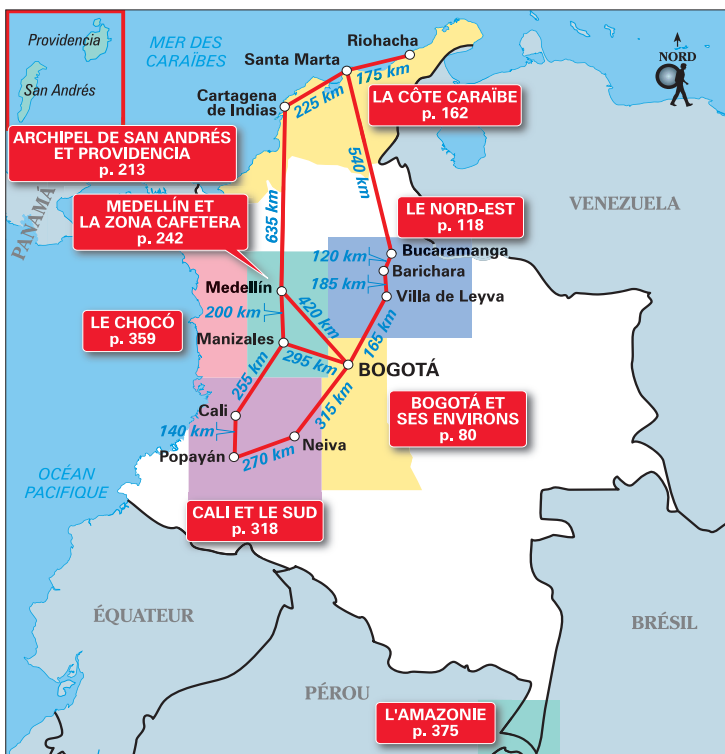 Providencia
San Andrés
MER DES
CARAÏBES
Riohacha
Santa Marta
175 km
225 km
Cartagena
de Indias
NORD
LA CÔTE CARAÏBE
p. 162
ARCHIPEL DE SAN ANDRÉS
ET PROVIDENCIA
p. 213
540 km
PANAMÁ
MEDELLÍN ET
LA ZONA CAFETERA
p. 242
635 km
VENEZUELA
LE NORD-EST
p. 118
120 km
Bucaramanga
Barichara
185 km
Villa de Leyva
Medellín
LE CHOCÓ
p. 359
200 km
420 km
Manizales
295 km
165 km
BOGOTÁ
255 km
315 km
BOGOTÁ ET
SES ENVIRONS
p. 80
Cali
140 km
Neiva
Popayán
270 km
OCÉAN
PACIFIQUE
CALI ET LE SUD
p. 318
ÉQUATEUR
BRÉSIL
PÉROU
L'AMAZONIE
p. 375